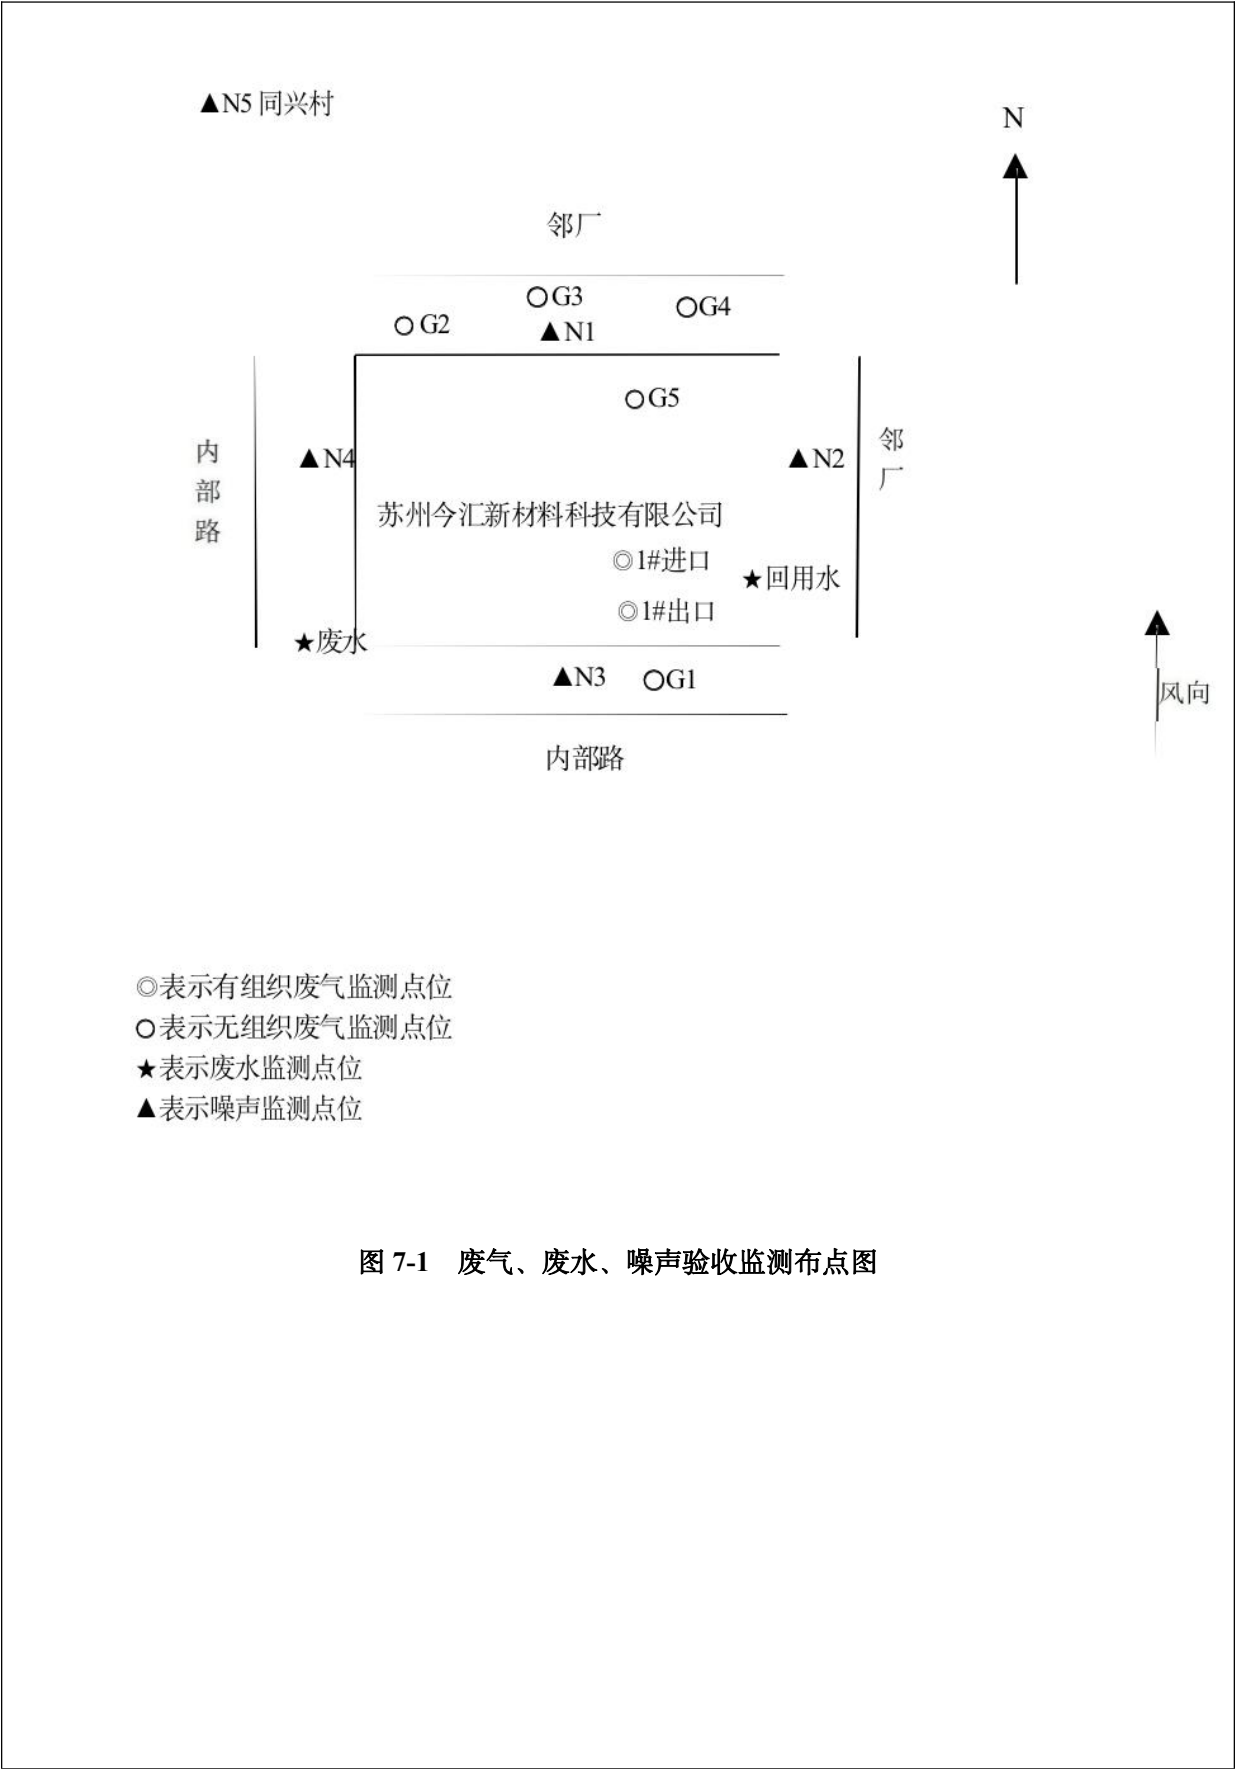 ▲N5 同兴村
N
邻厂
○G3
○G4
○G2
▲N1
○G5
内部路
▲N4
▲N2
邻厂
苏州今汇新材料科技有限公司
◎1#进口
★回用水
◎1#出口
★废水
▲N3
○G1
风向
内部路
◎表示有组织废气监测点位
○表示无组织废气监测点位
★表示废水监测点位
▲表示噪声监测点位
图 7-1 废气、废水、噪声验收监测布点图